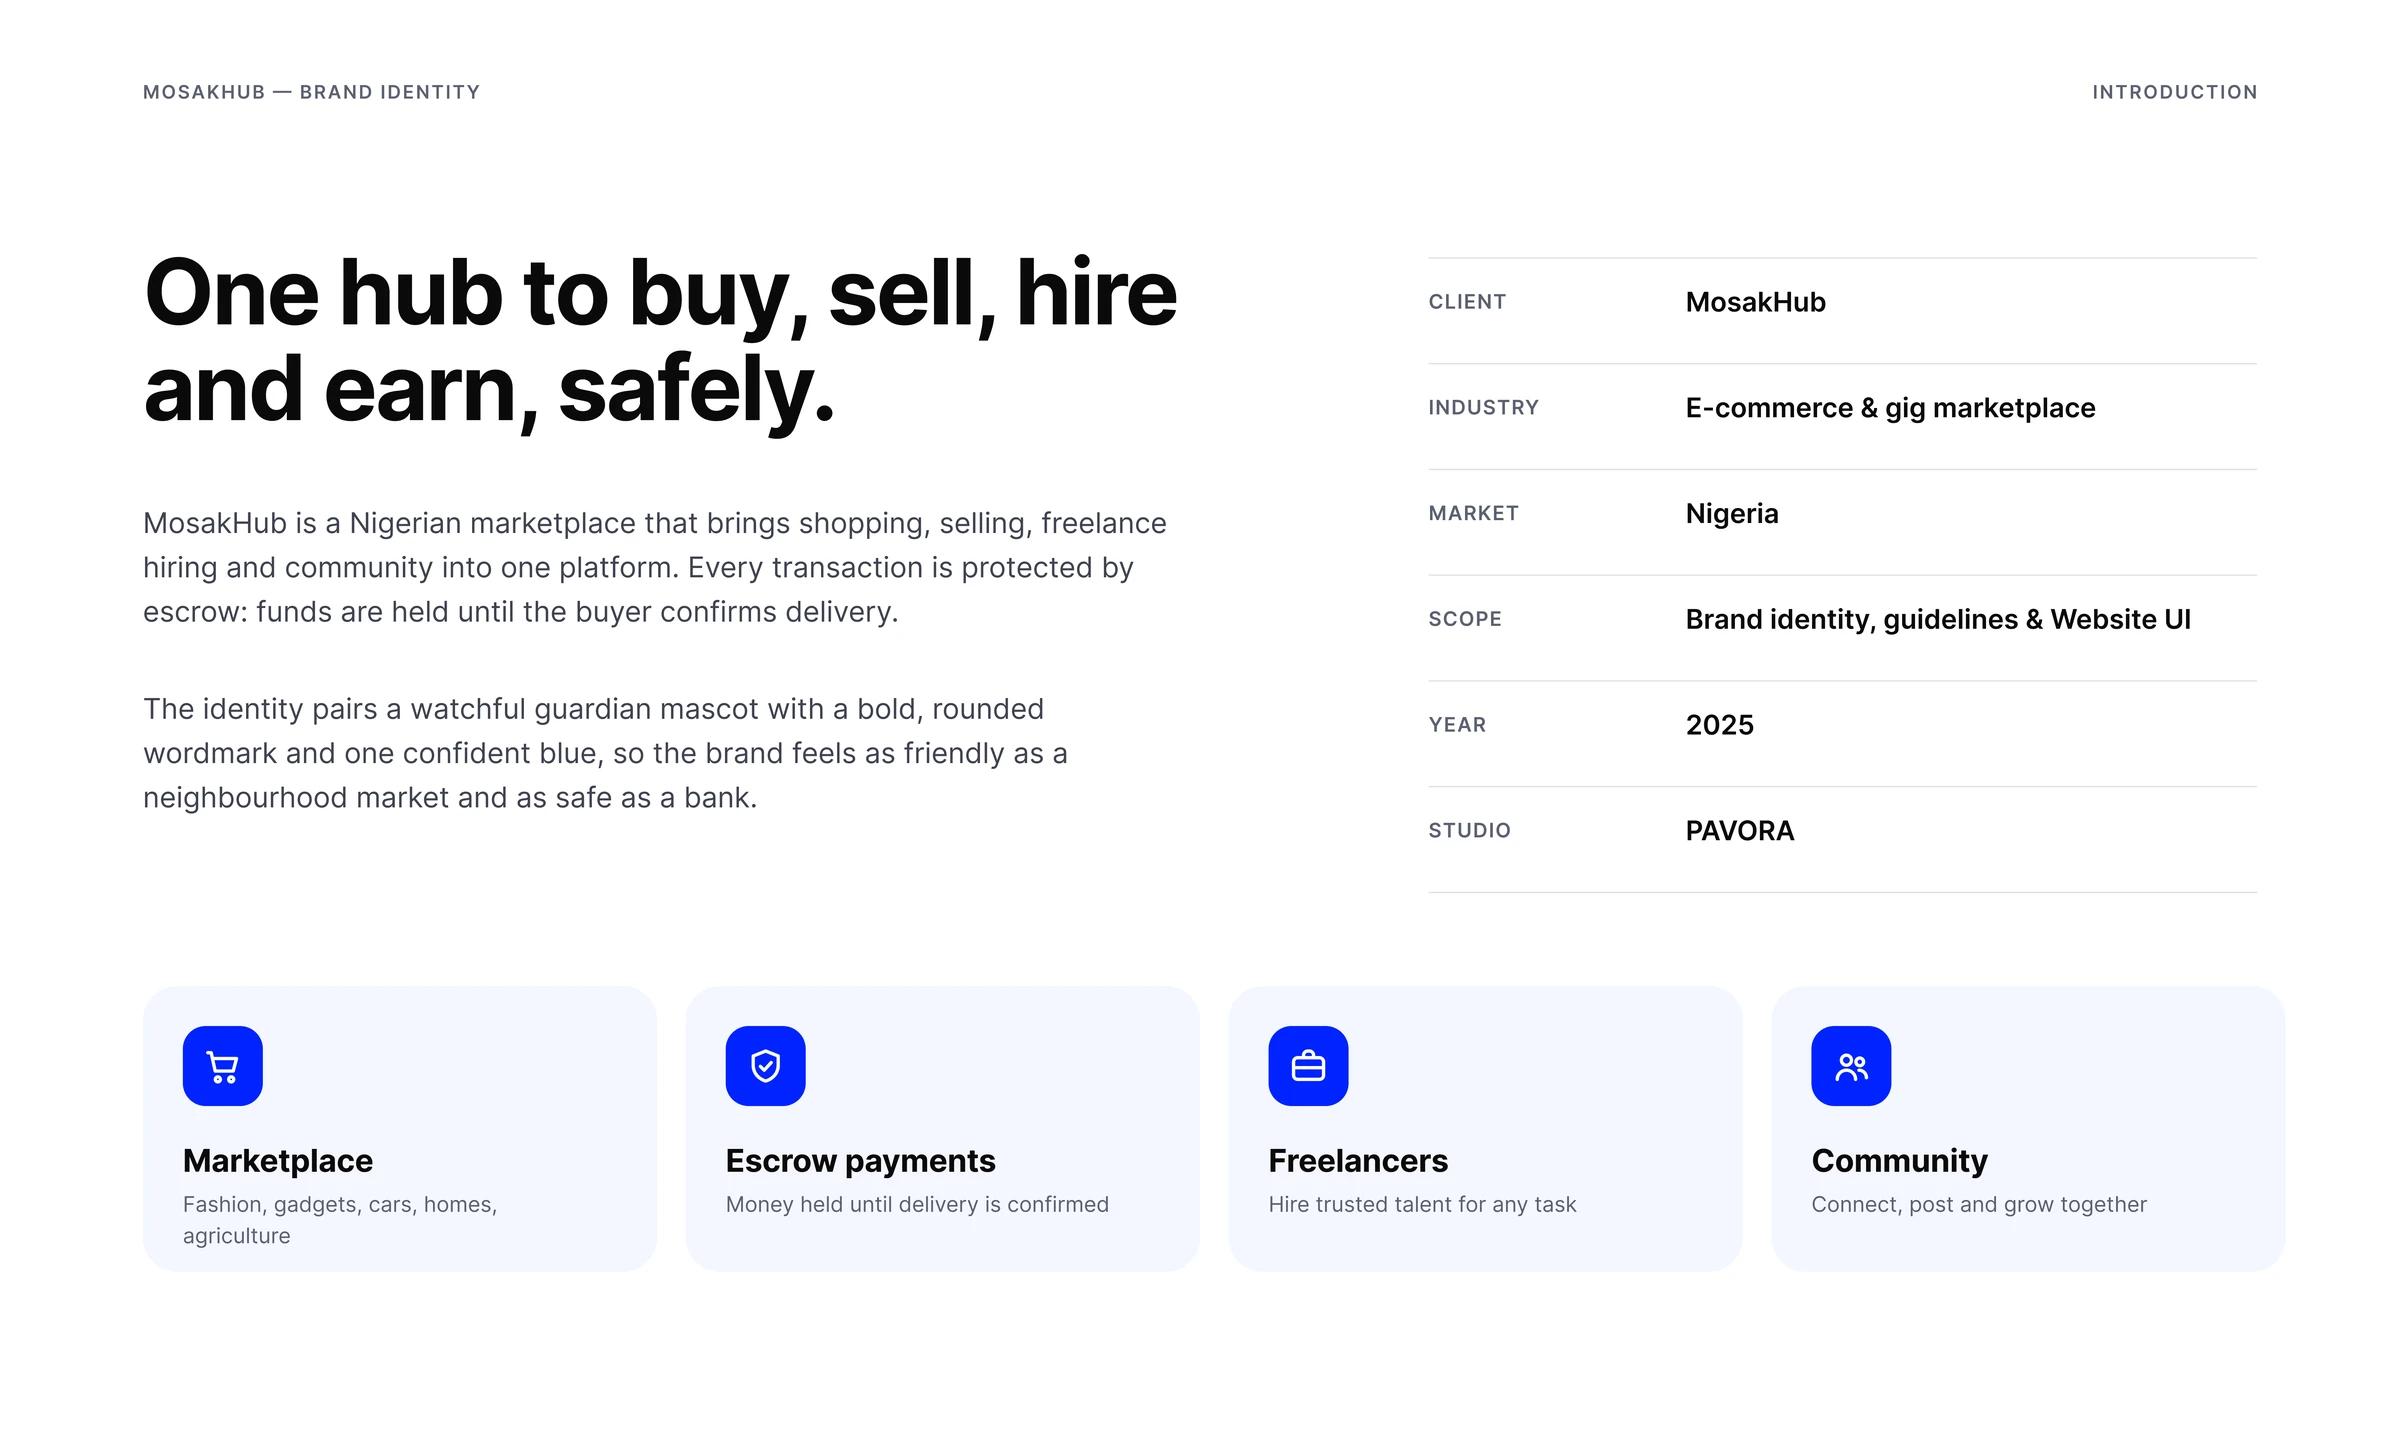 MOSAKHUB — BRAND IDENTITY
INTRODUCTION
One hub to buy, sell, hire
and earn, safely.
MosakHub is a Nigerian marketplace that brings shopping, selling, freelance
hiring and community into one platform. Every transaction is protected by
escrow: funds are held until the buyer confirms delivery.
The identity pairs a watchful guardian mascot with a bold, rounded
wordmark and one confident blue, so the brand feels as friendly as a
neighbourhood market and as safe as a bank.
CLIENT MosakHub
INDUSTRY E-commerce & gig marketplace
MARKET Nigeria
SCOPE Brand identity, guidelines & Website UI
YEAR 2025
STUDIO PAVORA
Marketplace
Fashion, gadgets, cars, homes,
agriculture
Escrow payments
Money held until delivery is confirmed
Freelancers
Hire trusted talent for any task
Community
Connect, post and grow together